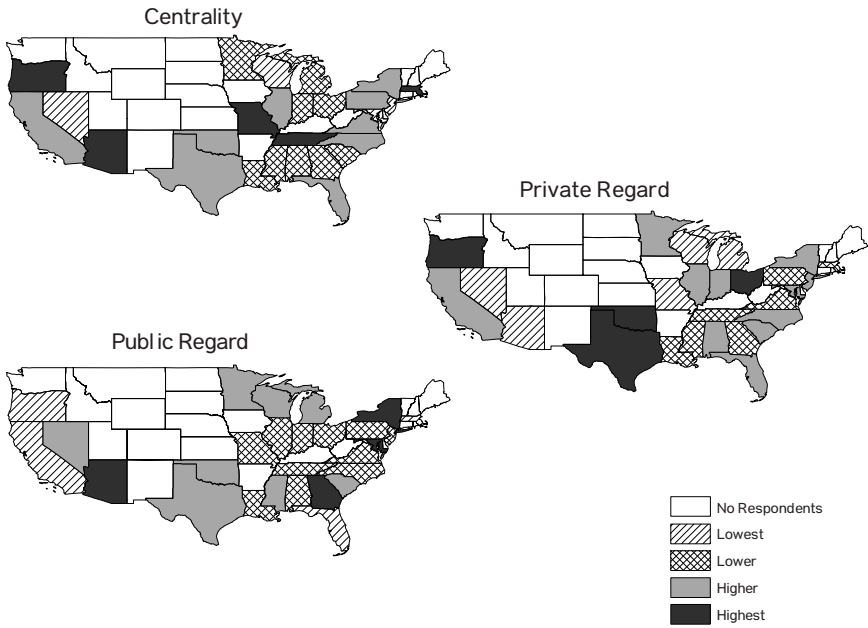 Centrality
Private Regard
Public Regard
No Respondents
Lowest
Lower
Higher
Highest